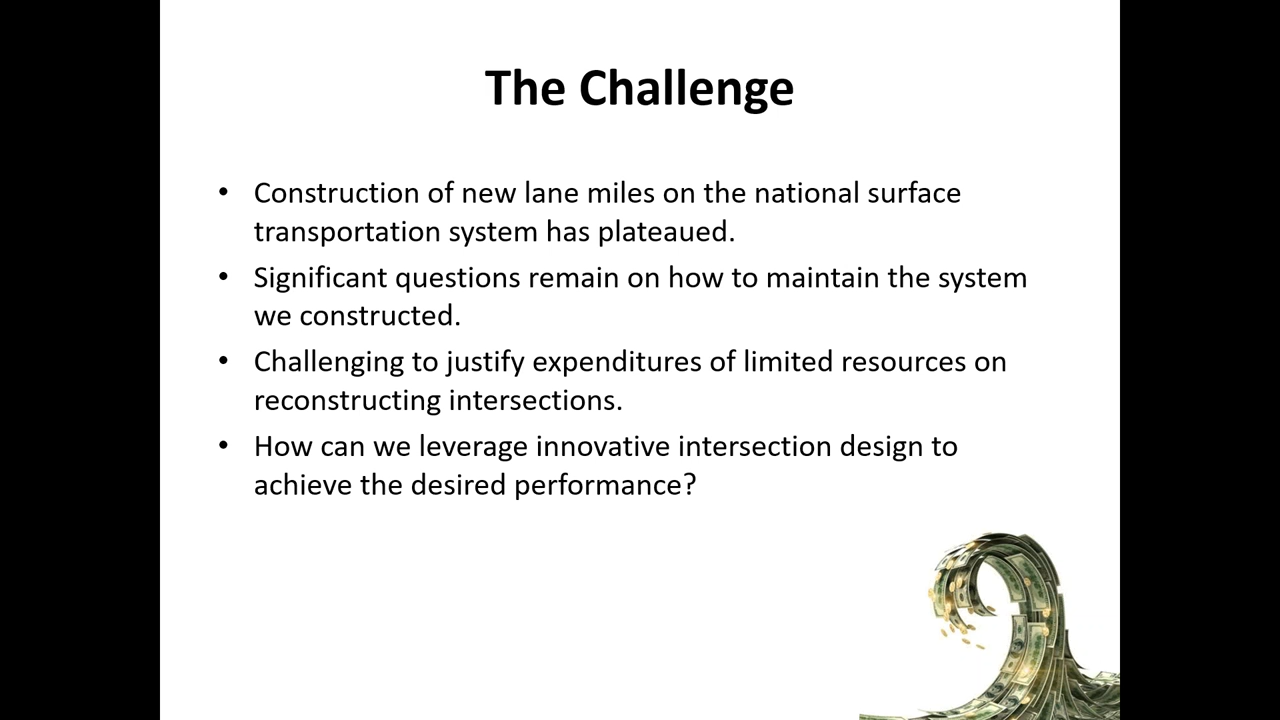 The Challenge
• Construction of new lane miles on the national surface
transportation system has plateaued.
• Significant questions remain on how to maintain the system
we constructed.
• Challenging to justify expenditures of limited resources on
reconstructing intersections.
• How can we leverage innovative intersection design to
achieve the desired performance?